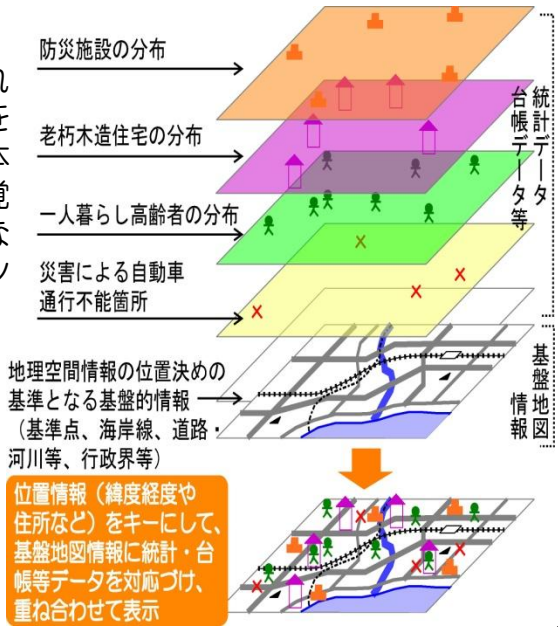 防災施設の分布
老朽木造住宅の分布
一人暮らし高齢者の分布
災害による自動車
通行不能箇所
地理空間情報の位置決めの
基準となる基盤的情報
（基準点、海岸線、道路・
河川等、行政界等）
統計データ
台帳データ等
基盤地図
情報
位置情報（緯度経度や
住所など）をキーにして、
基盤地図情報に統計・台
帳等データを対応づけ、
重ね合わせて表示